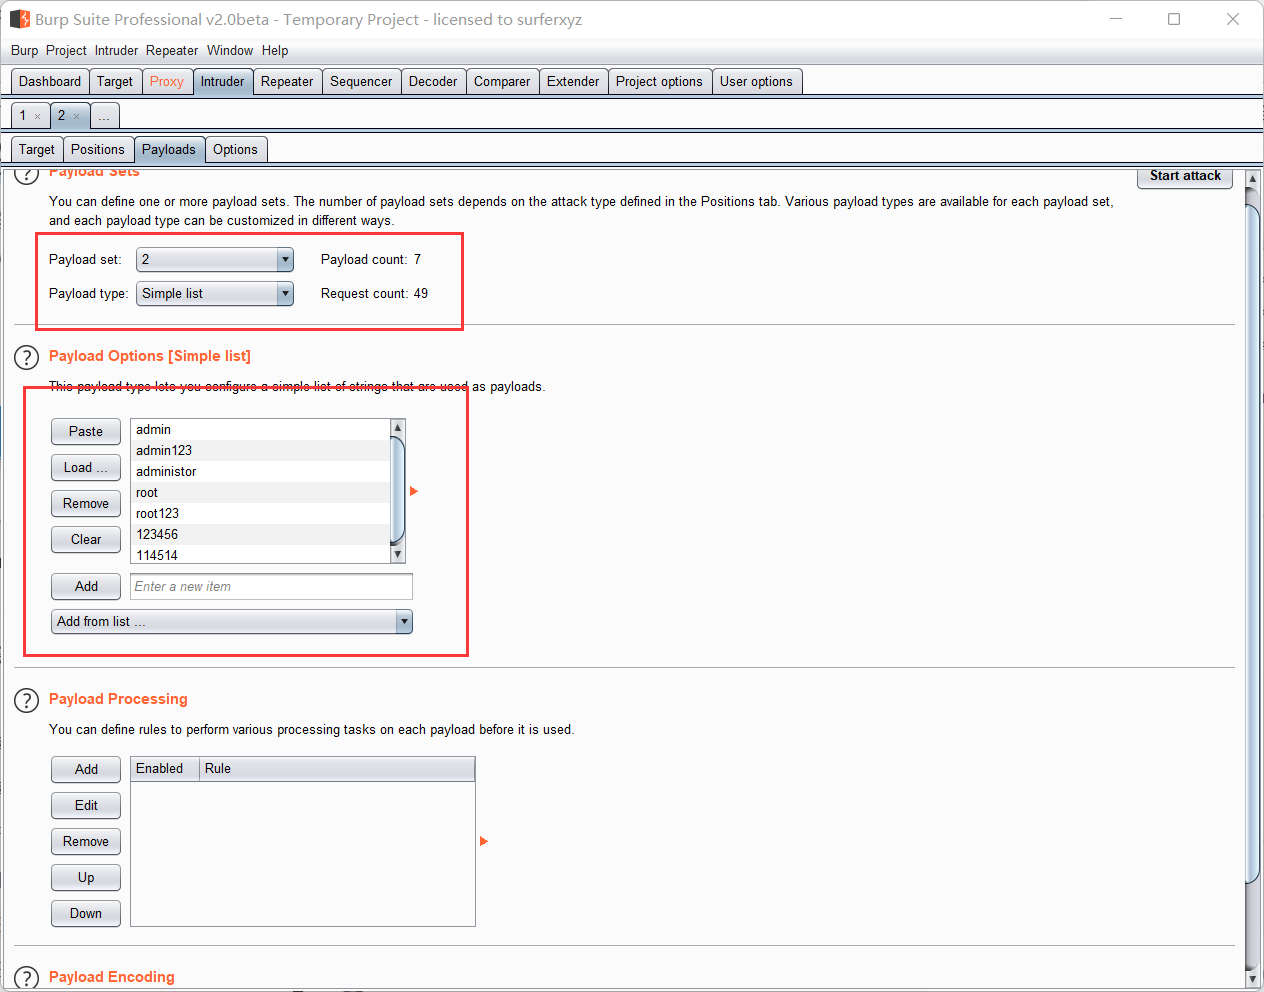 Burp Suite Professional v2.0beta - Temporary Project - licensed to surferxyz
Burp Project Intruder Repeater Window Help
Dashboard Target Proxy Intruder Repeater Sequencer Decoder Comparer Extender Project options User options
1 × 2 × ...
Target Positions Payloads Options
Payload Sets
Start attack
You can define one or more payload sets. The number of payload sets depends on the attack type defined in the Positions tab. Various payload types are available for each payload set,
and each payload type can be customized in different ways.
Payload set: 2 Payload count: 7
Payload type: Simple list Request count: 49
? Payload Options [Simple list]
This payload type lets you configure a simple list of strings that are used as payloads.
Paste
Load ...
Remove
Clear
admin
admin123
administor
root
root123
123456
114514
Add Enter a new item
Add from list ...
? Payload Processing
You can define rules to perform various processing tasks on each payload before it is used.
Add
Edit
Remove
Up
Down
Enabled Rule
? Payload Encoding